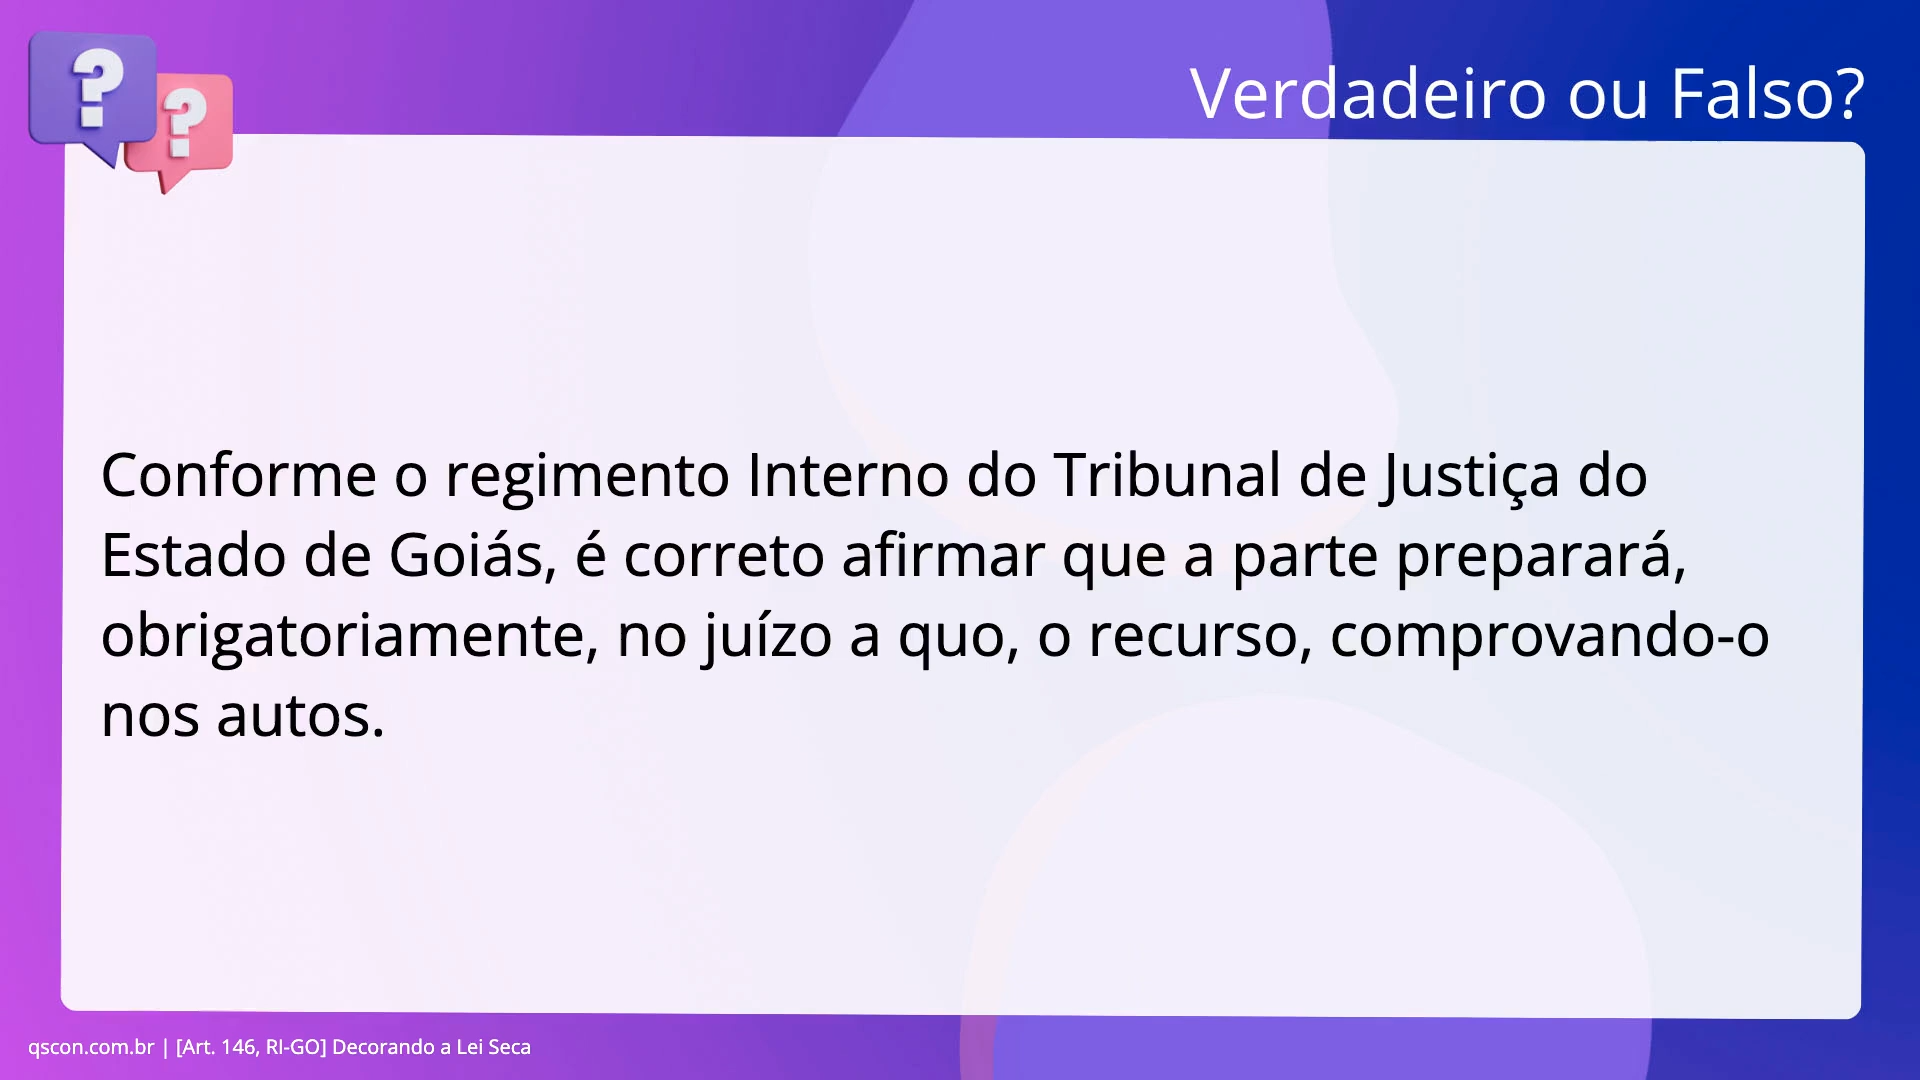 Verdadeiro ou Falso?
Conforme o regimento Interno do Tribunal de Justiça do
Estado de Goiás, é correto afirmar que a parte preparará,
obrigatoriamente, no juízo a quo, o recurso, comprovando-o
nos autos.
qscon.com.br | [Art. 146, RI-GO] Decorando a Lei Seca